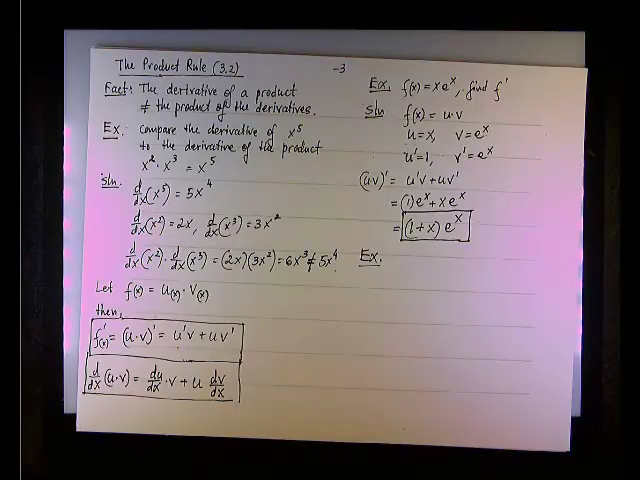 The Product Rule (3.2)
-3
Fact: The derivative of a product
≠ the product of the derivatives.
Ex: Compare the derivative of x^5
to the derivative of the product
x^2 · x^3 = x^5
Sln. d/dx (x^5) = 5x^4
d/dx (x^2) = 2x, d/dx (x^3) = 3x^2
d/dx (x^2) · d/dx (x^3) = (2x)(3x^2) = 6x^3 ≠ 5x^4
Let f(x) = u(x) · v(x)
then,
f'(x) = (u·v)' = u'v + uv'
d/dx (u·v) = du/dx · v + u dv/dx
Ex. f(x) = x e^x, find f'
Sln f(x) = u·v
u = x, v = e^x
u' = 1, v' = e^x
(uv)' = u'v + uv'
= (1)e^x + x e^x
= (1+x) e^x
Ex.